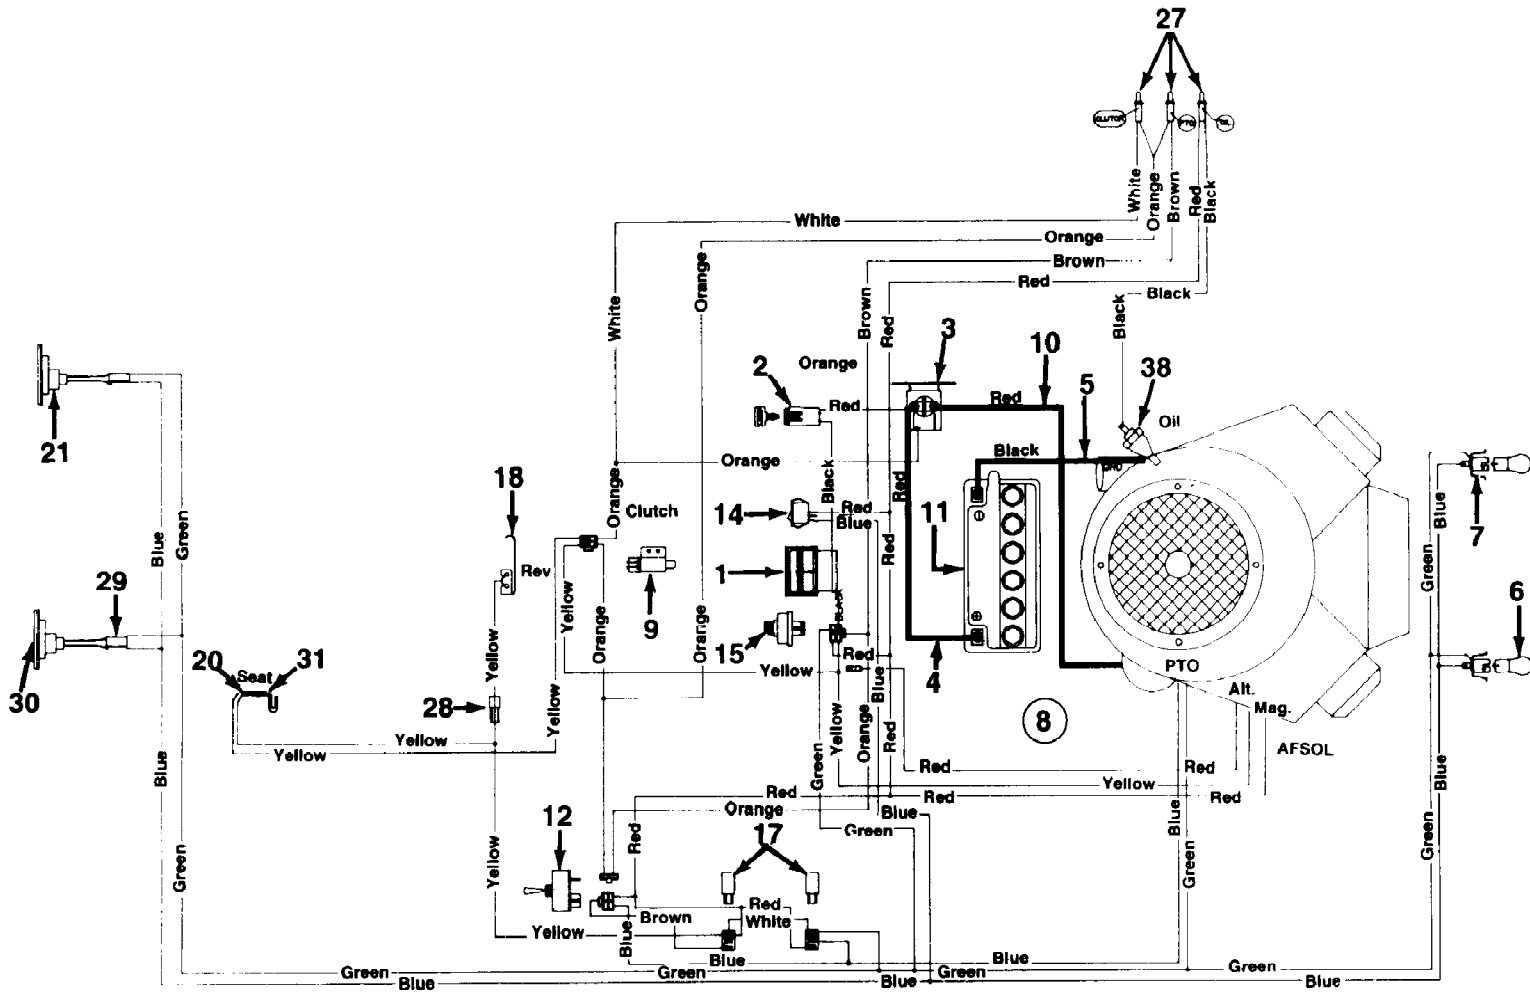 27
CLUTCH
PTO
OIL
White
Orange
Brown
Red
Black
White
Orange
Brown
Red
Black
Orange
White
Brown
Red
Black
3
10
38
2
Orange
5
Red
Red
Oil
21
Black
GRD
Orange
Red
Black
18
Orange
Clutch
14
Red
Blue
11
Blue
7
Blue
Green
Rev
1
Red
Green
29
Yellow
9
BLACK
6
Orange
Orange
15
Red
Yellow
20
31
Seat
Yellow
4
PTO
30
28
Blue
Alt.
Mag.
8
Yellow
Yellow
Yellow
Orange
Green
Yellow
Red
AFSOL
Blue
Red
Red
Yellow
Blue
Red
Red
Red
12
Orange
17
Blue
Green
Red
Blue
Green
Yellow
Green
Green
Red
White
Brown
Yellow
Blue
Blue
Green
Green
Green
Green
Blue
Blue
Blue